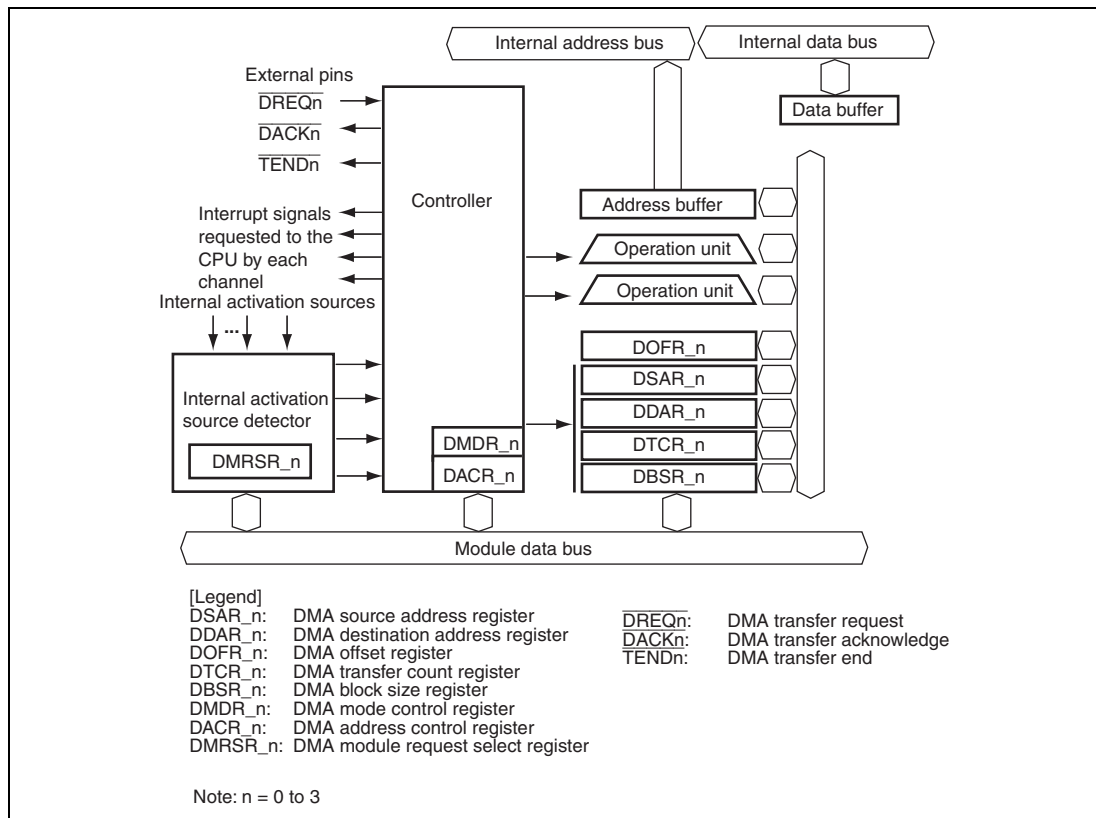 Internal address bus
Internal data bus
External pins
DREQn
DACKn
TENDn
Data buffer
Controller
Address buffer
Interrupt signals
requested to the
CPU by each
channel
Operation unit
Operation unit
Internal activation sources
...
Internal activation
source detector
DMRSR_n
DMDR_n
DACR_n
DOFR_n
DSAR_n
DDAR_n
DTCR_n
DBSR_n
Module data bus
[Legend]
DSAR_n: DMA source address register
DDAR_n: DMA destination address register
DOFR_n: DMA offset register
DTCR_n: DMA transfer count register
DBSR_n: DMA block size register
DMDR_n: DMA mode control register
DACR_n: DMA address control register
DMRSR_n: DMA module request select register
DREQn: DMA transfer request
DACKn: DMA transfer acknowledge
TENDn: DMA transfer end
Note: n = 0 to 3